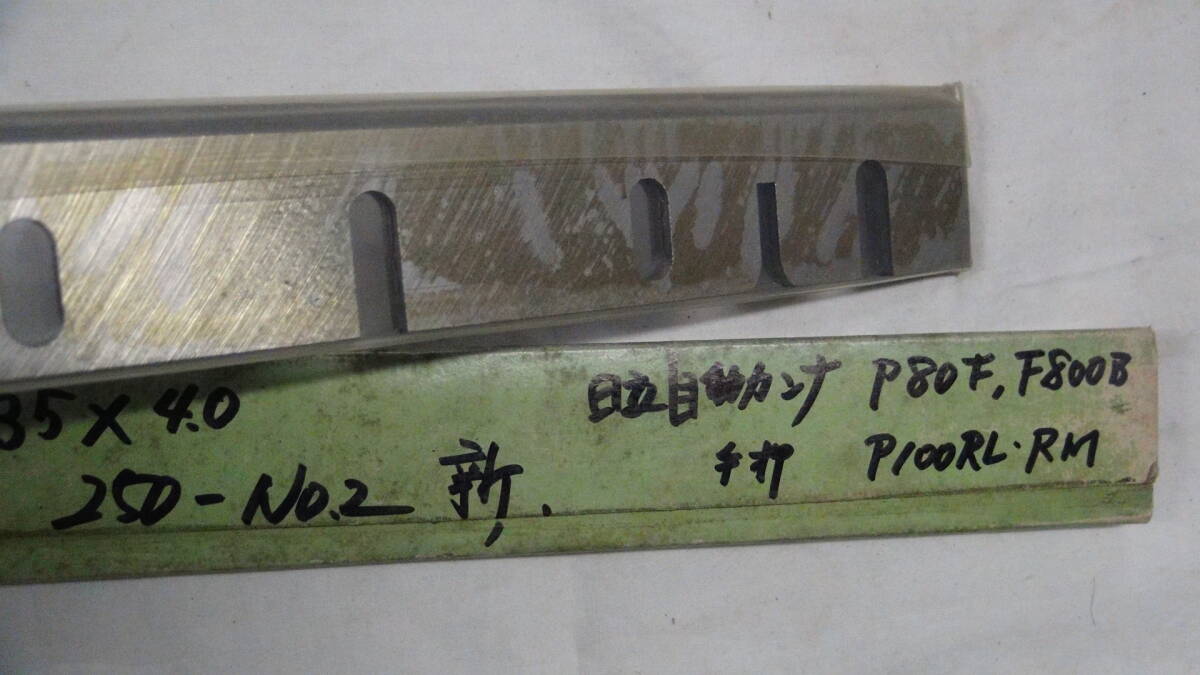 35 × 4.0
250-No.2 新.
日立自動カンナ P80F, F800B
手押 P100RL·RM